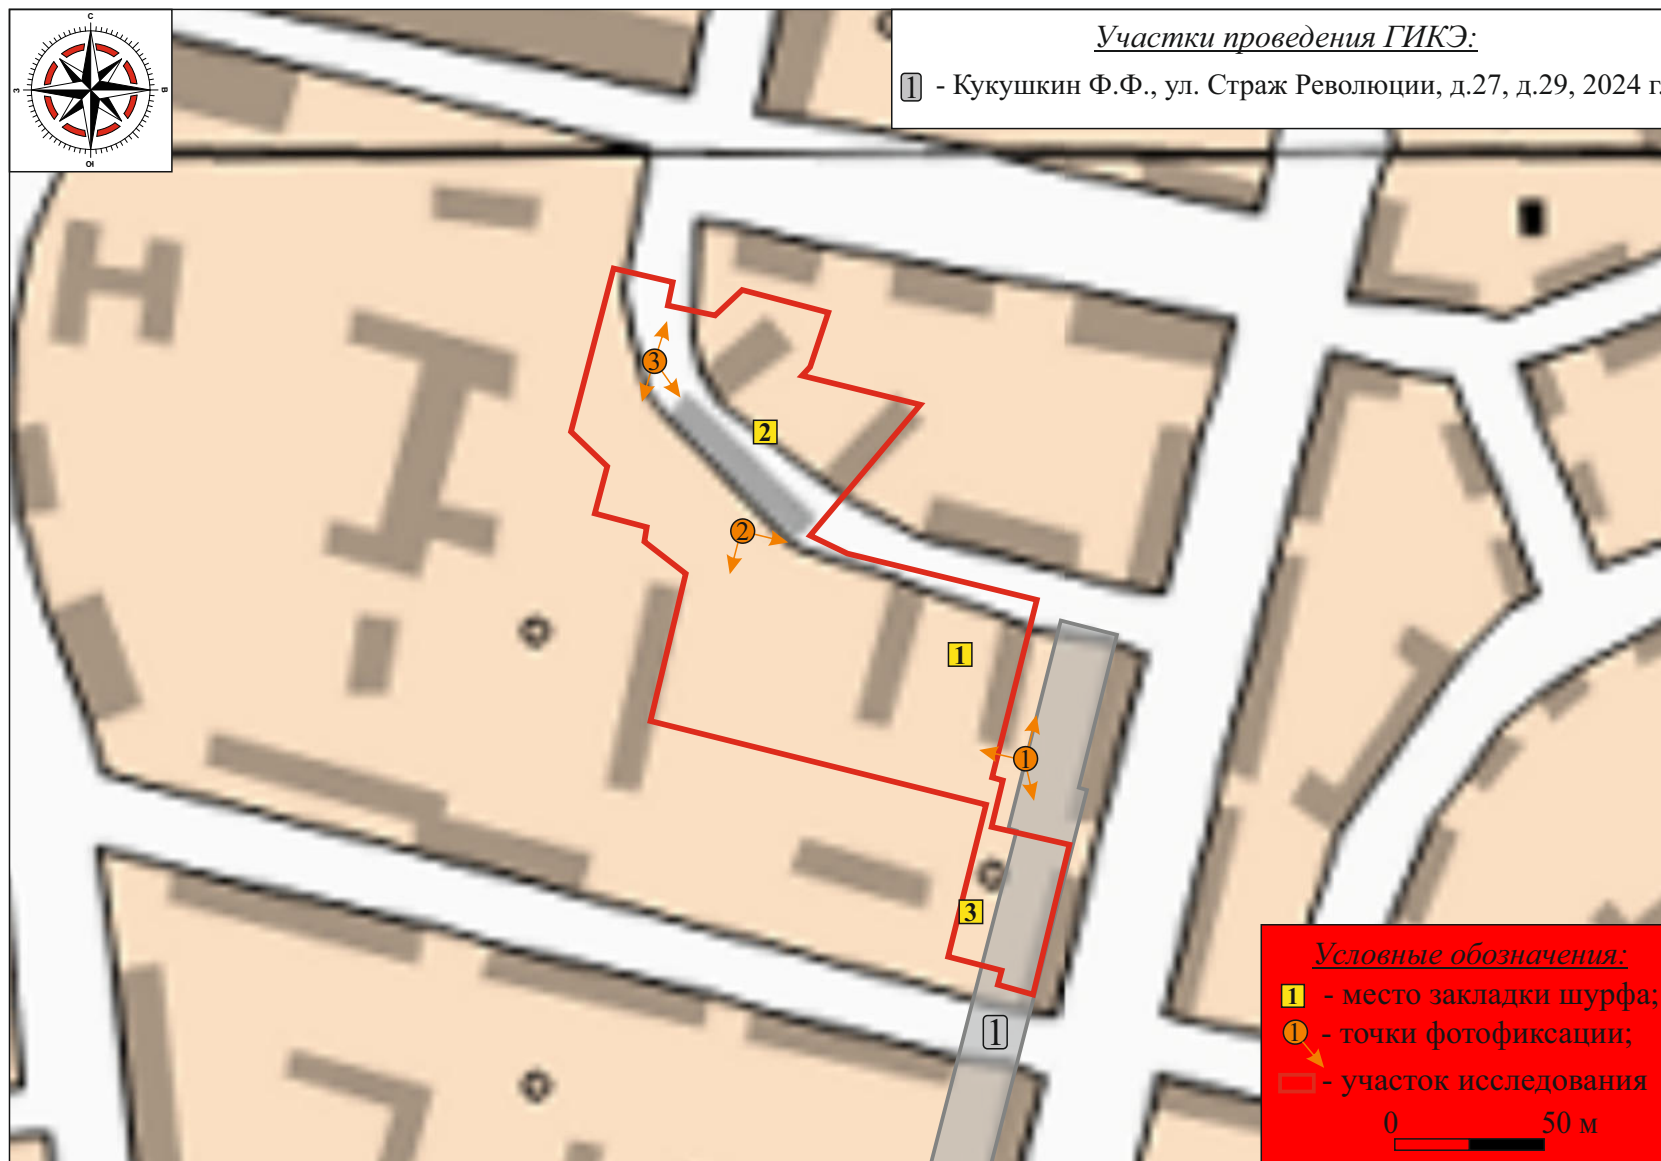 С
З
В
Ю
Участки проведения ГИКЭ:
1 - Кукушкин Ф.Ф., ул. Страж Революции, д.27, д.29, 2024 г.
3
2
2
1
1
3
1
Условные обозначения:
1 - место закладки шурфа;
1 - точки фотофиксации;
- участок исследования
0 50 м